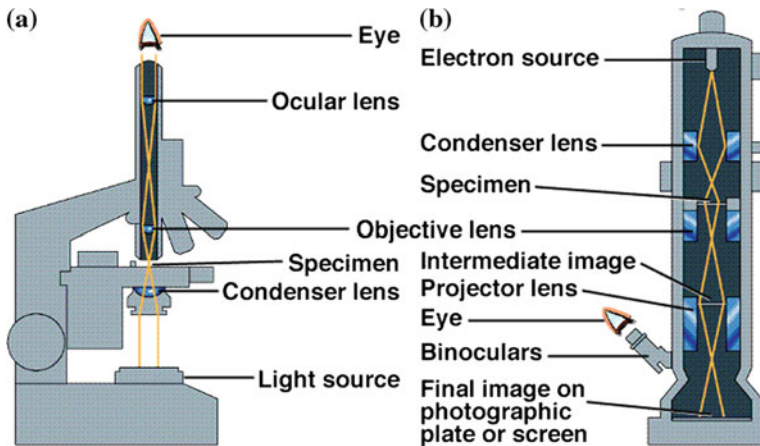 (a)
Eye
Ocular lens
Objective lens
Specimen
Condenser lens
Light source
(b)
Electron source
Condenser lens
Specimen
Intermediate image
Projector lens
Eye
Binoculars
Final image on
photographic
plate or screen